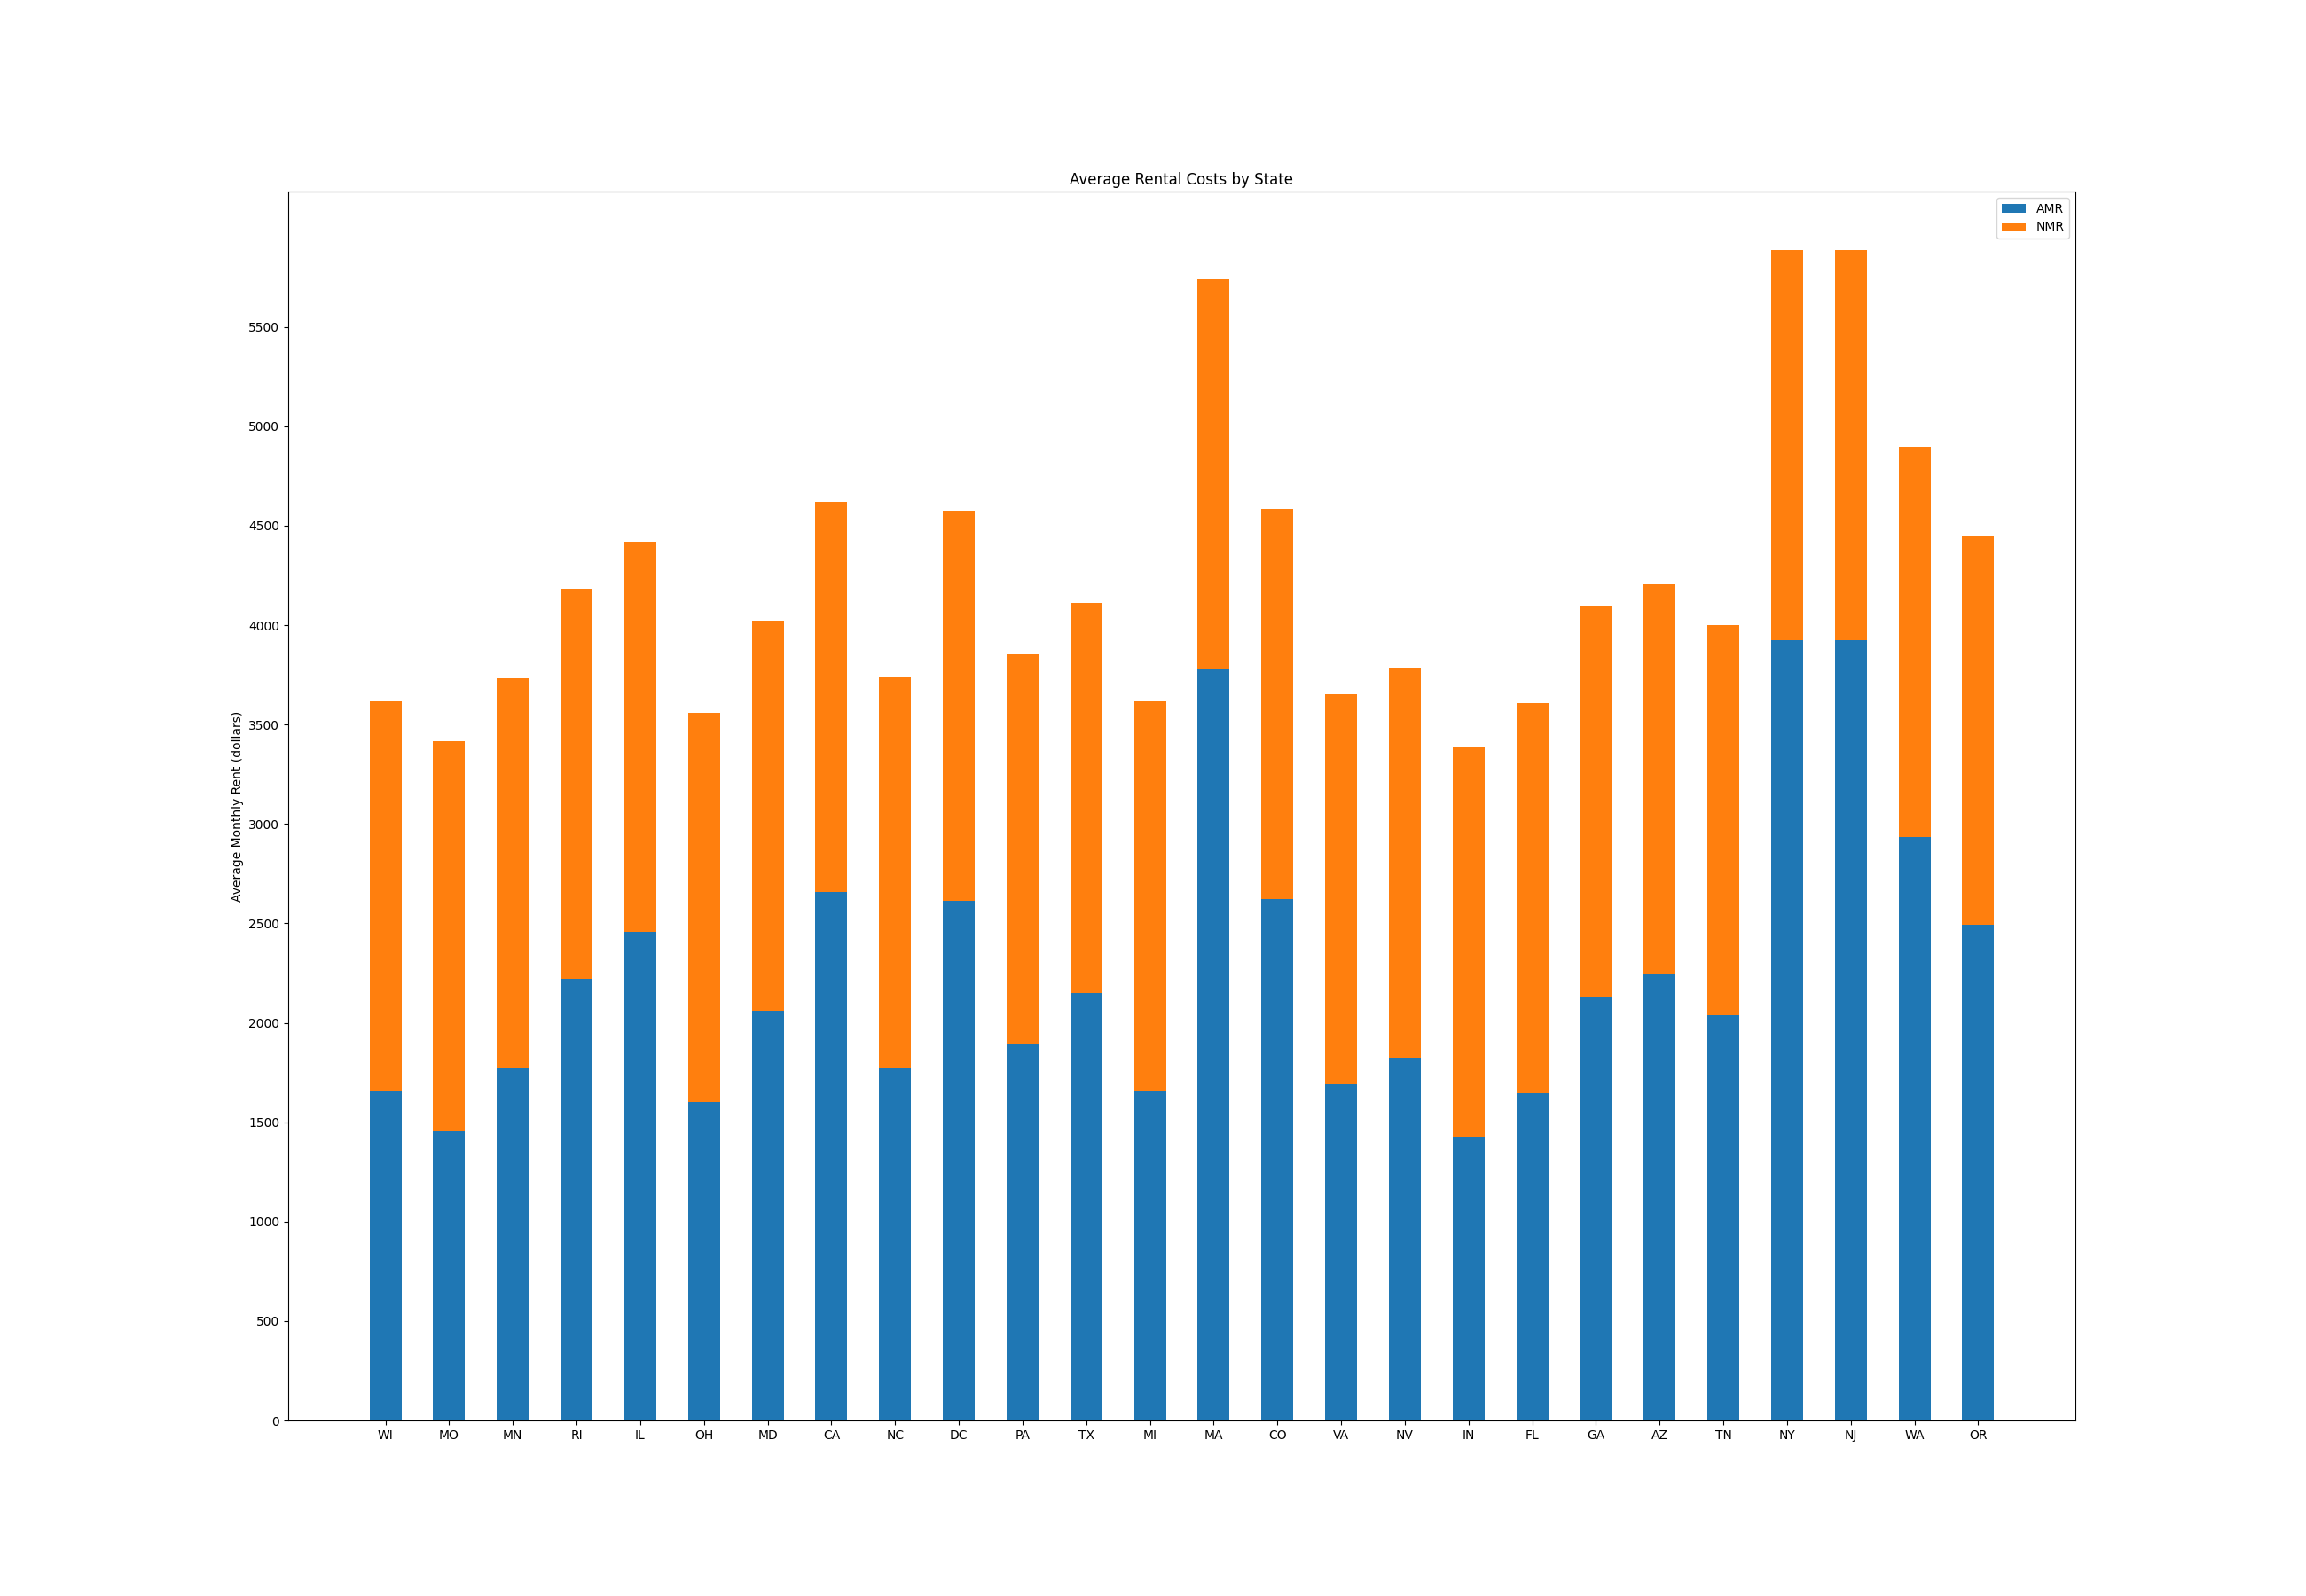 Average Rental Costs by State
AMR
NMR
5500
5000
4500
4000
3500
3000
2500
2000
1500
1000
500
0
Average Monthly Rent (dollars)
WI MO MN RI IL OH MD CA NC DC PA TX MI MA CO VA NV IN FL GA AZ TN NY NJ WA OR